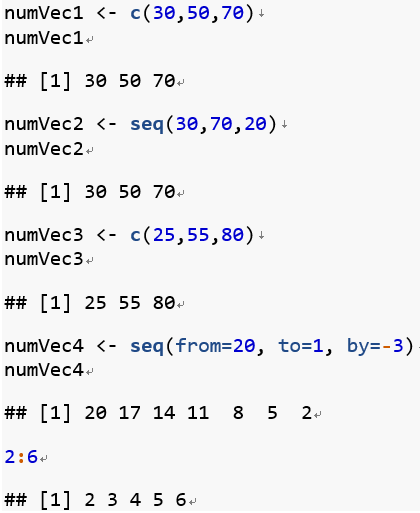 numVec1 <- c(30,50,70)
numVec1
## [1] 30 50 70
numVec2 <- seq(30,70,20)
numVec2
## [1] 30 50 70
numVec3 <- c(25,55,80)
numVec3
## [1] 25 55 80
numVec4 <- seq(from=20, to=1, by=-3)
numVec4
## [1] 20 17 14 11  8  5  2
2:6
## [1] 2 3 4 5 6